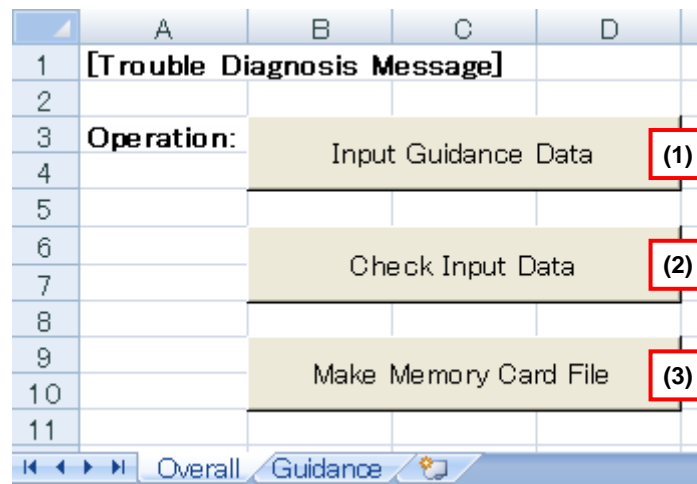 A B C D
1 [Trouble Diagnosis Message]
2
3 Operation: Input Guidance Data (1)
4
5
6 Check Input Data (2)
7
8
9 Make Memory Card File (3)
10
11
Overall Guidance